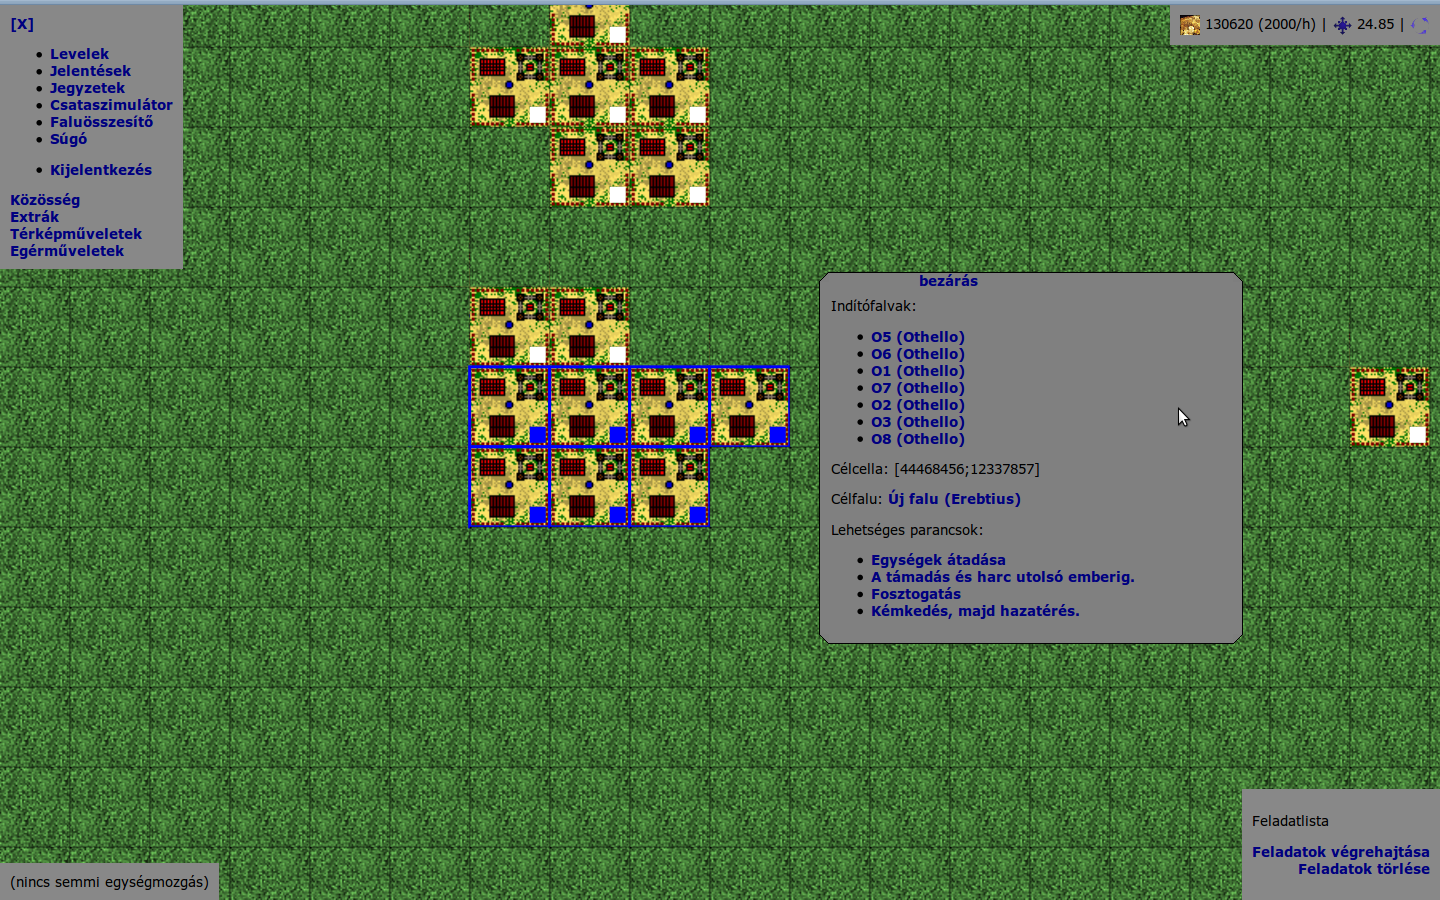 [X]
Levelek
Jelentések
Jegyzetek
Csataszimulátor
Faluösszesítő
Súgó
Kijelentkezés
Közösség
Extrák
Térképműveletek
Egérműveletek
130620 (2000/h) | 24.85 |
bezárás
Indítófalvak:
O5 (Othello)
O6 (Othello)
O1 (Othello)
O7 (Othello)
O2 (Othello)
O3 (Othello)
O8 (Othello)
Célcella: [44468456;12337857]
Célfalu: Új falu (Erebtius)
Lehetséges parancsok:
Egységek átadása
A támadás és harc utolsó emberig.
Fosztogatás
Kémkedés, majd hazatérés.
Feladatlista
Feladatok végrehajtása
Feladatok törlése
(nincs semmi egységmozgás)